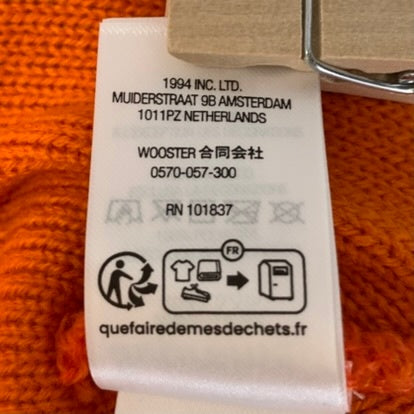 1994 INC. LTD.
MUIDERSTRAAT 9B AMSTERDAM
1011PZ NETHERLANDS
WOOSTER 合同会社
0570-057-300
RN 101837
FR
quefairedemesdechets.fr